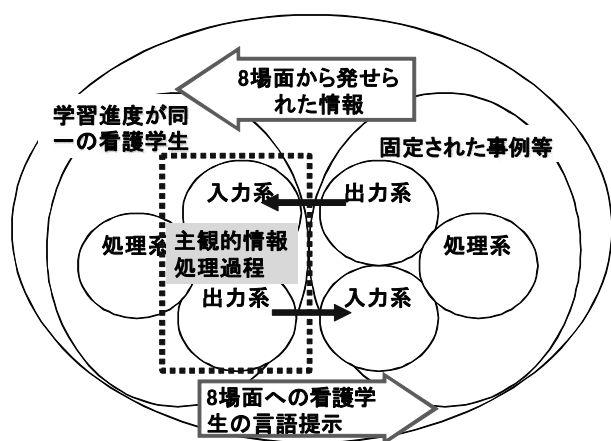 8場面から発せら
れた情報
学習進度が同
一の看護学生
固定された事例等
入力系
出力系
処理系
主観的情報
処理過程
処理系
出力系
入力系
8場面への看護学
生の言語提示